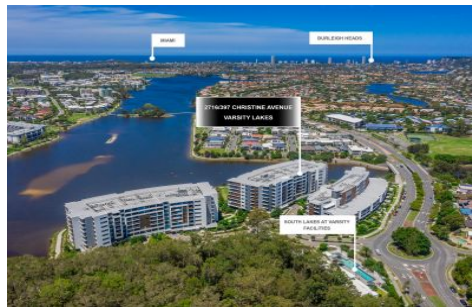 MIAMI
BURLEIGH HEADS
2716/397 CHRISTINE AVENUE
VARSITY LAKES
SOUTH LAKES AT VARSITY
FACILITIES